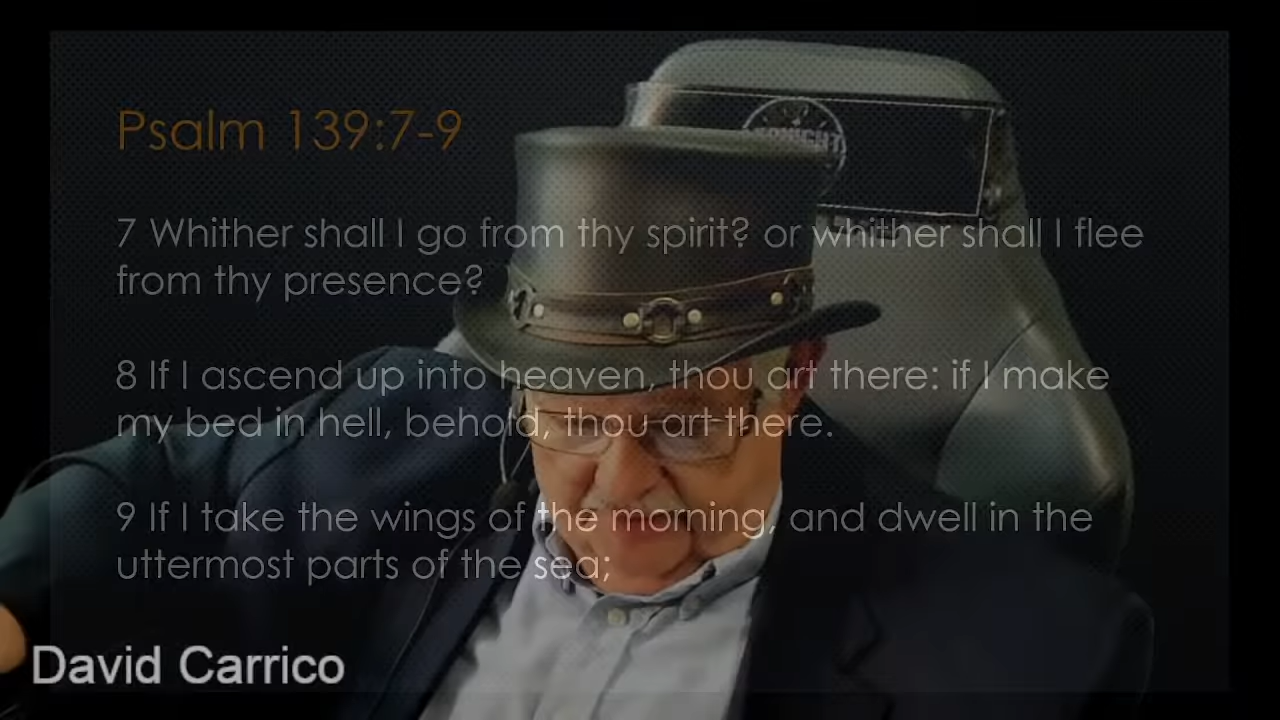 Psalm 139:7-9
7 Whither shall I go from thy spirit? or whither shall I flee
from thy presence?
8 If I ascend up into heaven, thou art there: if I make
my bed in hell, behold, thou art there.
9 If I take the wings of the morning, and dwell in the
uttermost parts of the sea;
David Carrico